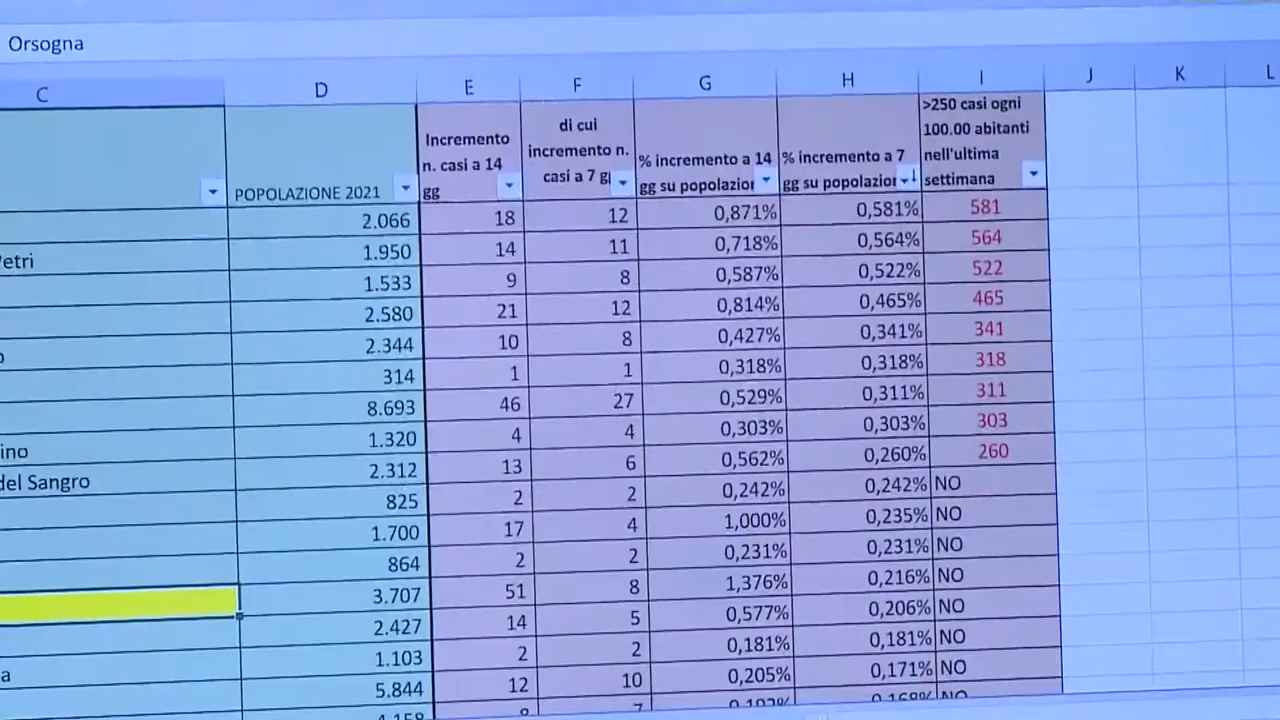 Orsogna
C D E F G H I J K L
POPOLAZIONE 2021
Incremento
n. casi a 14
gg
di cui
incremento n.
casi a 7 g
% incremento a 14
gg su popolazior
% incremento a 7
gg su popolazior
>250 casi ogni
100.00 abitanti
nell'ultima
settimana
2.066 18 12 0,871% 0,581% 581
etri 1.950 14 11 0,718% 0,564% 564
1.533 9 8 0,587% 0,522% 522
2.580 21 12 0,814% 0,465% 465
o 2.344 10 8 0,427% 0,341% 341
314 1 1 0,318% 0,318% 318
8.693 46 27 0,529% 0,311% 311
ino 1.320 4 4 0,303% 0,303% 303
del Sangro 2.312 13 6 0,562% 0,260% 260
825 2 2 0,242% 0,242% NO
1.700 17 4 1,000% 0,235% NO
864 2 2 0,231% 0,231% NO
3.707 51 8 1,376% 0,216% NO
2.427 14 5 0,577% 0,206% NO
a 1.103 2 2 0,181% 0,181% NO
5.844 12 10 0,205% 0,171% NO
4.158 8 7 0,168% NO